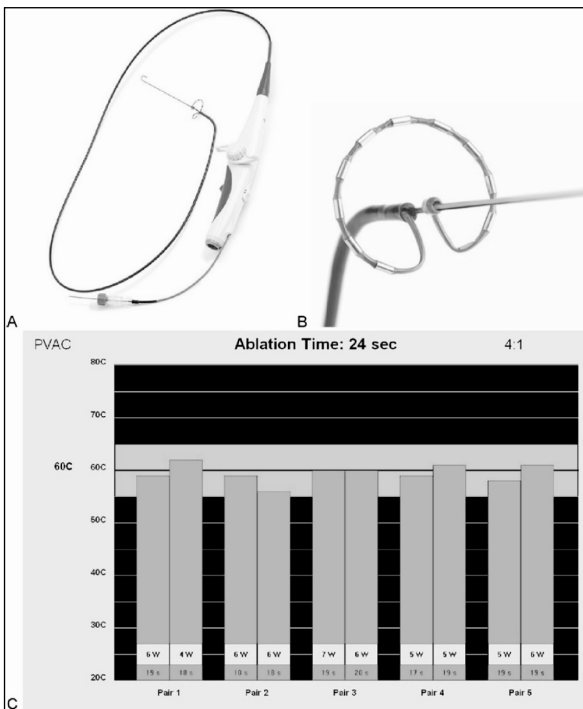 A
B
PVAC Ablation Time: 24 sec 4:1
80C
70C
60C 60C
50C
40C
30C
6 W 4 W 6 W 6 W 7 W 6 W 5 W 5 W 5 W 6 W
19 s 18 s 18 s 18 s 19 s 20 s 17 s 19 s 19 s 19 s
20C
Pair 1 Pair 2 Pair 3 Pair 4 Pair 5
C